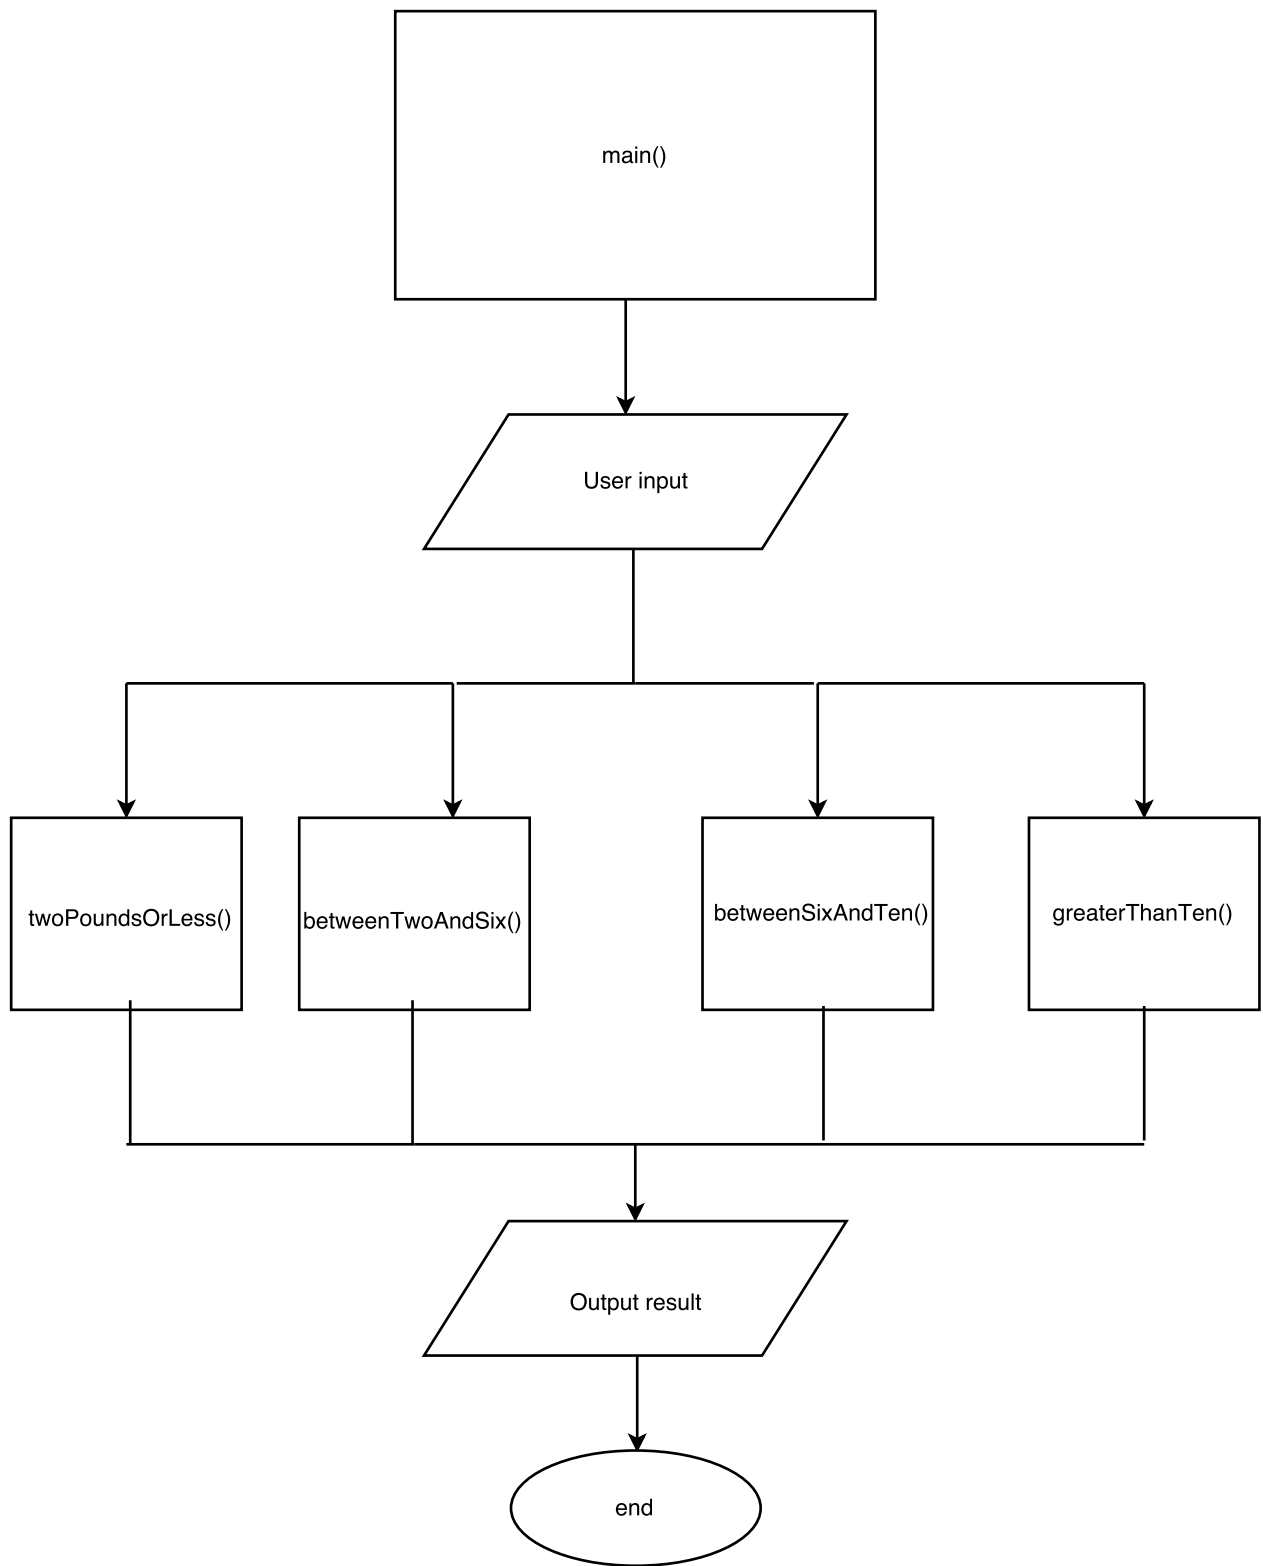 main()
User input
twoPoundsOrLess()
betweenTwoAndSix()
betweenSixAndTen()
greaterThanTen()
Output result
end